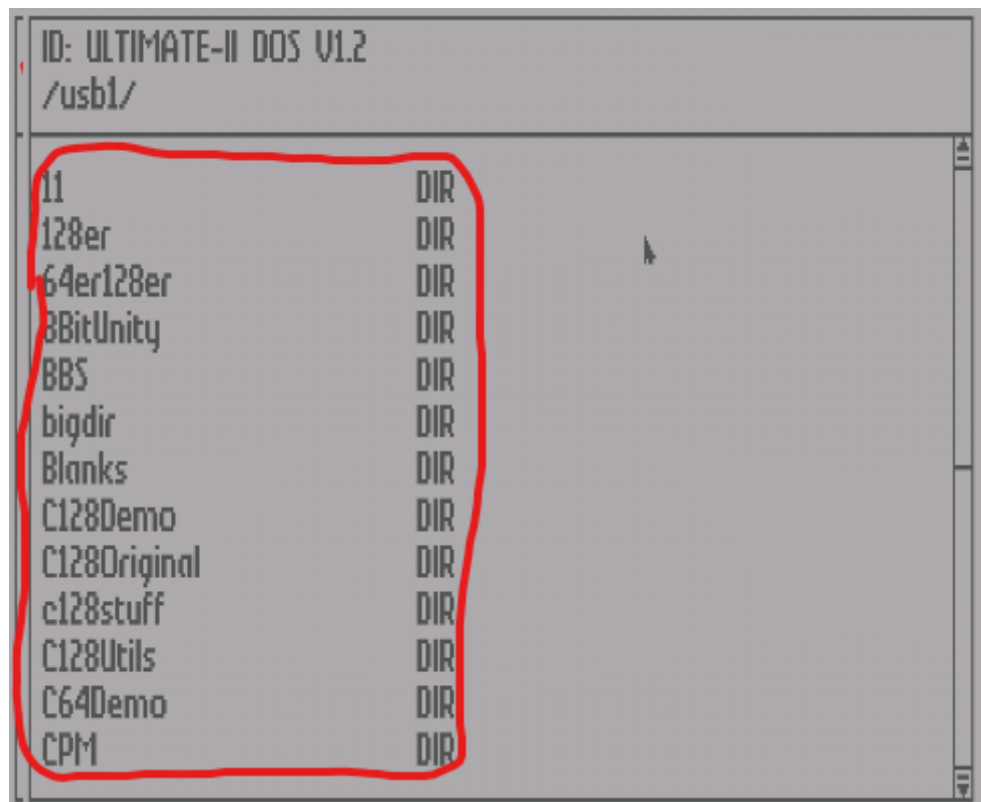 ID: ULTIMATE-II DOS V1.2
/usb1/
11 DIR
128er DIR
64er128er DIR
8BitUnity DIR
BBS DIR
bigdir DIR
Blanks DIR
C128Demo DIR
C128Original DIR
c128stuff DIR
C128Utils DIR
C64Demo DIR
CPM DIR